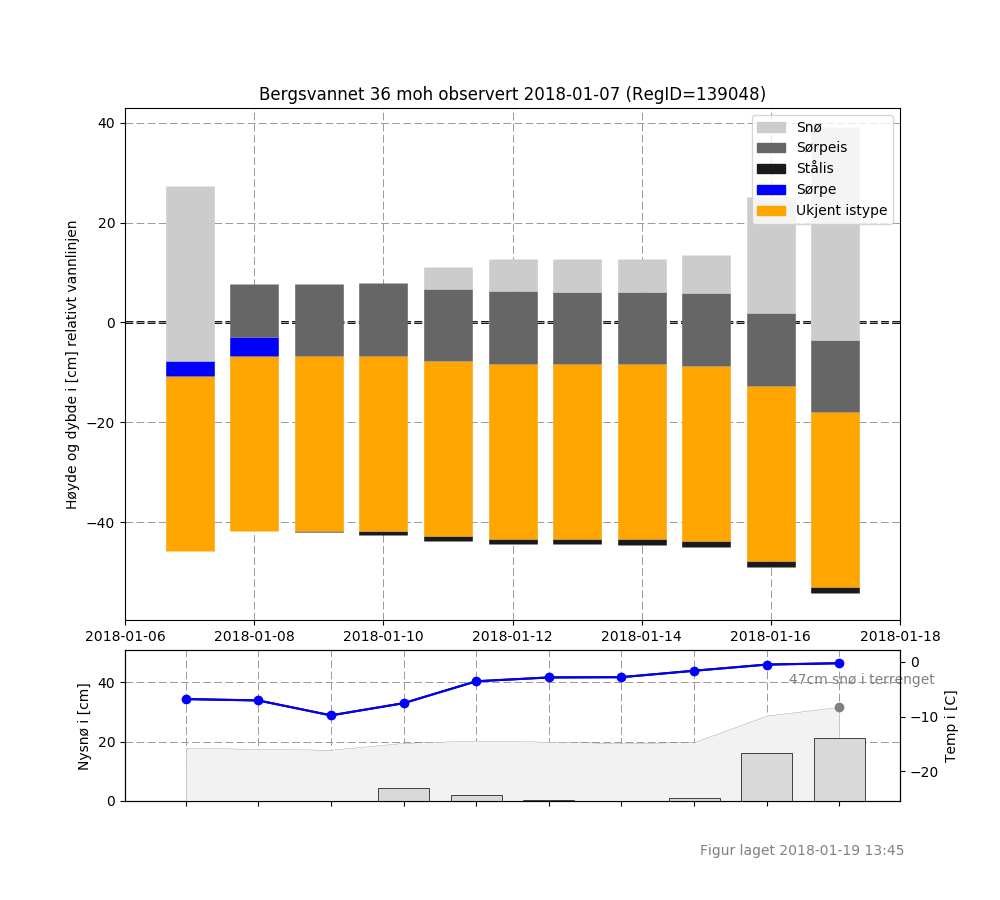 Bergsvannet 36 moh observert 2018-01-07 (RegID=139048)
Høyde og dybde i [cm] relativt vannlinjen
40
20
0
−20
−40
Snø
Sørpeis
Stålis
Sørpe
Ukjent istype
2018-01-06 2018-01-08 2018-01-10 2018-01-12 2018-01-14 2018-01-16 2018-01-18
Nysnø i [cm]
40
20
0
47cm snø i terrenget
0
−10
−20
Temp i [C]
Figur laget 2018-01-19 13:45